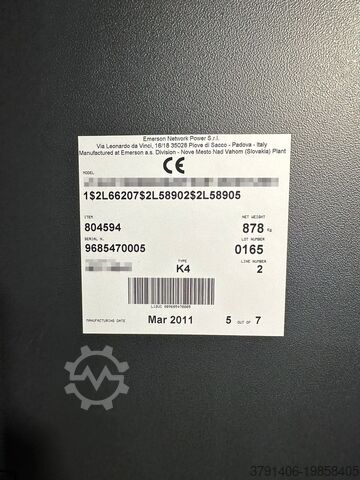 Emerson Network Power S.r.l.
Via Leonardo da Vinci, 16/18 35028 Piove di Sacco - Padova - Italy
Manufactured at Emerson a.s. Division - Nove Mesto Nad Vahom (Slovakia) Plant
CE
MODEL
1$2L66207$2L58902$2L58905
ITEM NET WEIGHT
804594 878 Kg
SERIAL N. LOT NUMBER
9685470005 0165
TYPE LINE NUMBER
K4 2
MANUFACTURING DATE Mar 2011 5 OUT OF 7
3791406-19858405